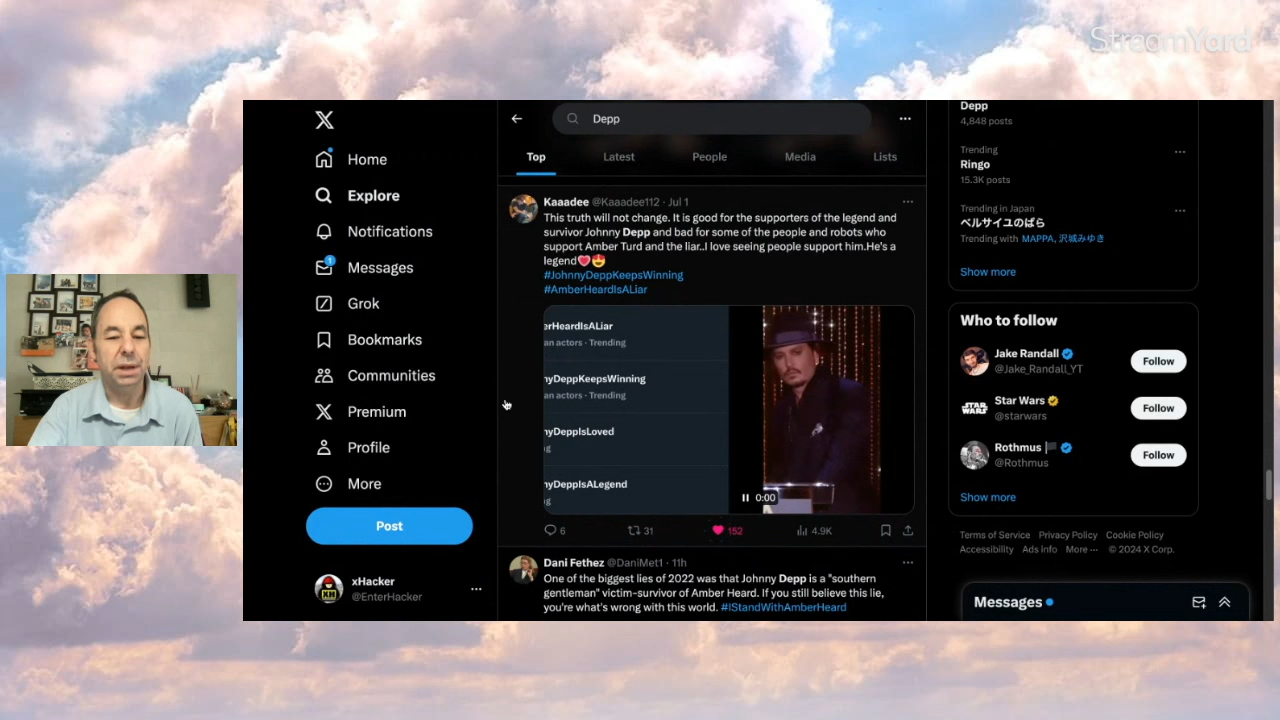 StreamYard
Depp
Home
Explore
Notifications
1
Messages
Grok
Bookmarks
Communities
Premium
Profile
More
Post
xHacker
@EnterHacker
Top Latest People Media Lists
Kaaadee @Kaaadee112 · Jul 1
This truth will not change. It is good for the supporters of the legend and
survivor Johnny Depp and bad for some of the people and robots who
support Amber Turd and the liar..I love seeing people support him.He's a
legend❤️😍
#JohnnyDeppKeepsWinning
#AmberHeardIsALiar
erHeardIsALiar
an actors · Trending
nyDeppKeepsWinning
an actors · Trending
nyDeppIsLoved
g
nyDeppIsALegend
g
0:00
6 31 152 4.9K
Dani Fethez @DaniMet1 · 11h
One of the biggest lies of 2022 was that Johnny Depp is a "southern
gentleman" victim-survivor of Amber Heard. If you still believe this lie,
you're what's wrong with this world. #IStandWithAmberHeard
Depp
4,848 posts
Trending
Ringo
15.3K posts
Trending in Japan
ベルサイユのばら
Trending with MAPPA, 沢城みゆき
Show more
Who to follow
Jake Randall
@Jake_Randall_YT
Follow
STAR WARS
Star Wars
@starwars
Follow
Rothmus
@Rothmus
Follow
Show more
Terms of Service Privacy Policy Cookie Policy
Accessibility Ads info More ··· © 2024 X Corp.
Messages